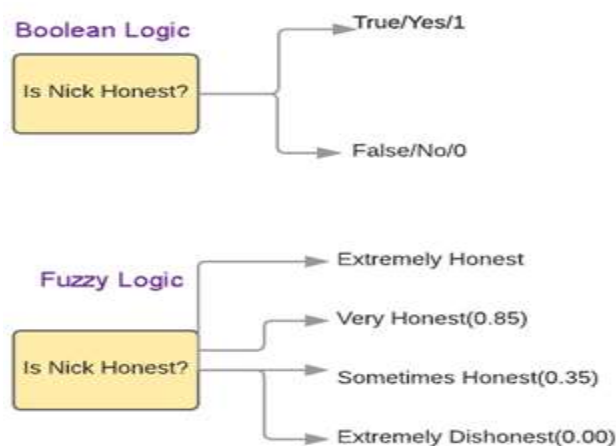 Boolean Logic
Is Nick Honest?
True/Yes/1
False/No/0
Fuzzy Logic
Is Nick Honest?
Extremely Honest
Very Honest(0.85)
Sometimes Honest(0.35)
Extremely Dishonest(0.00)